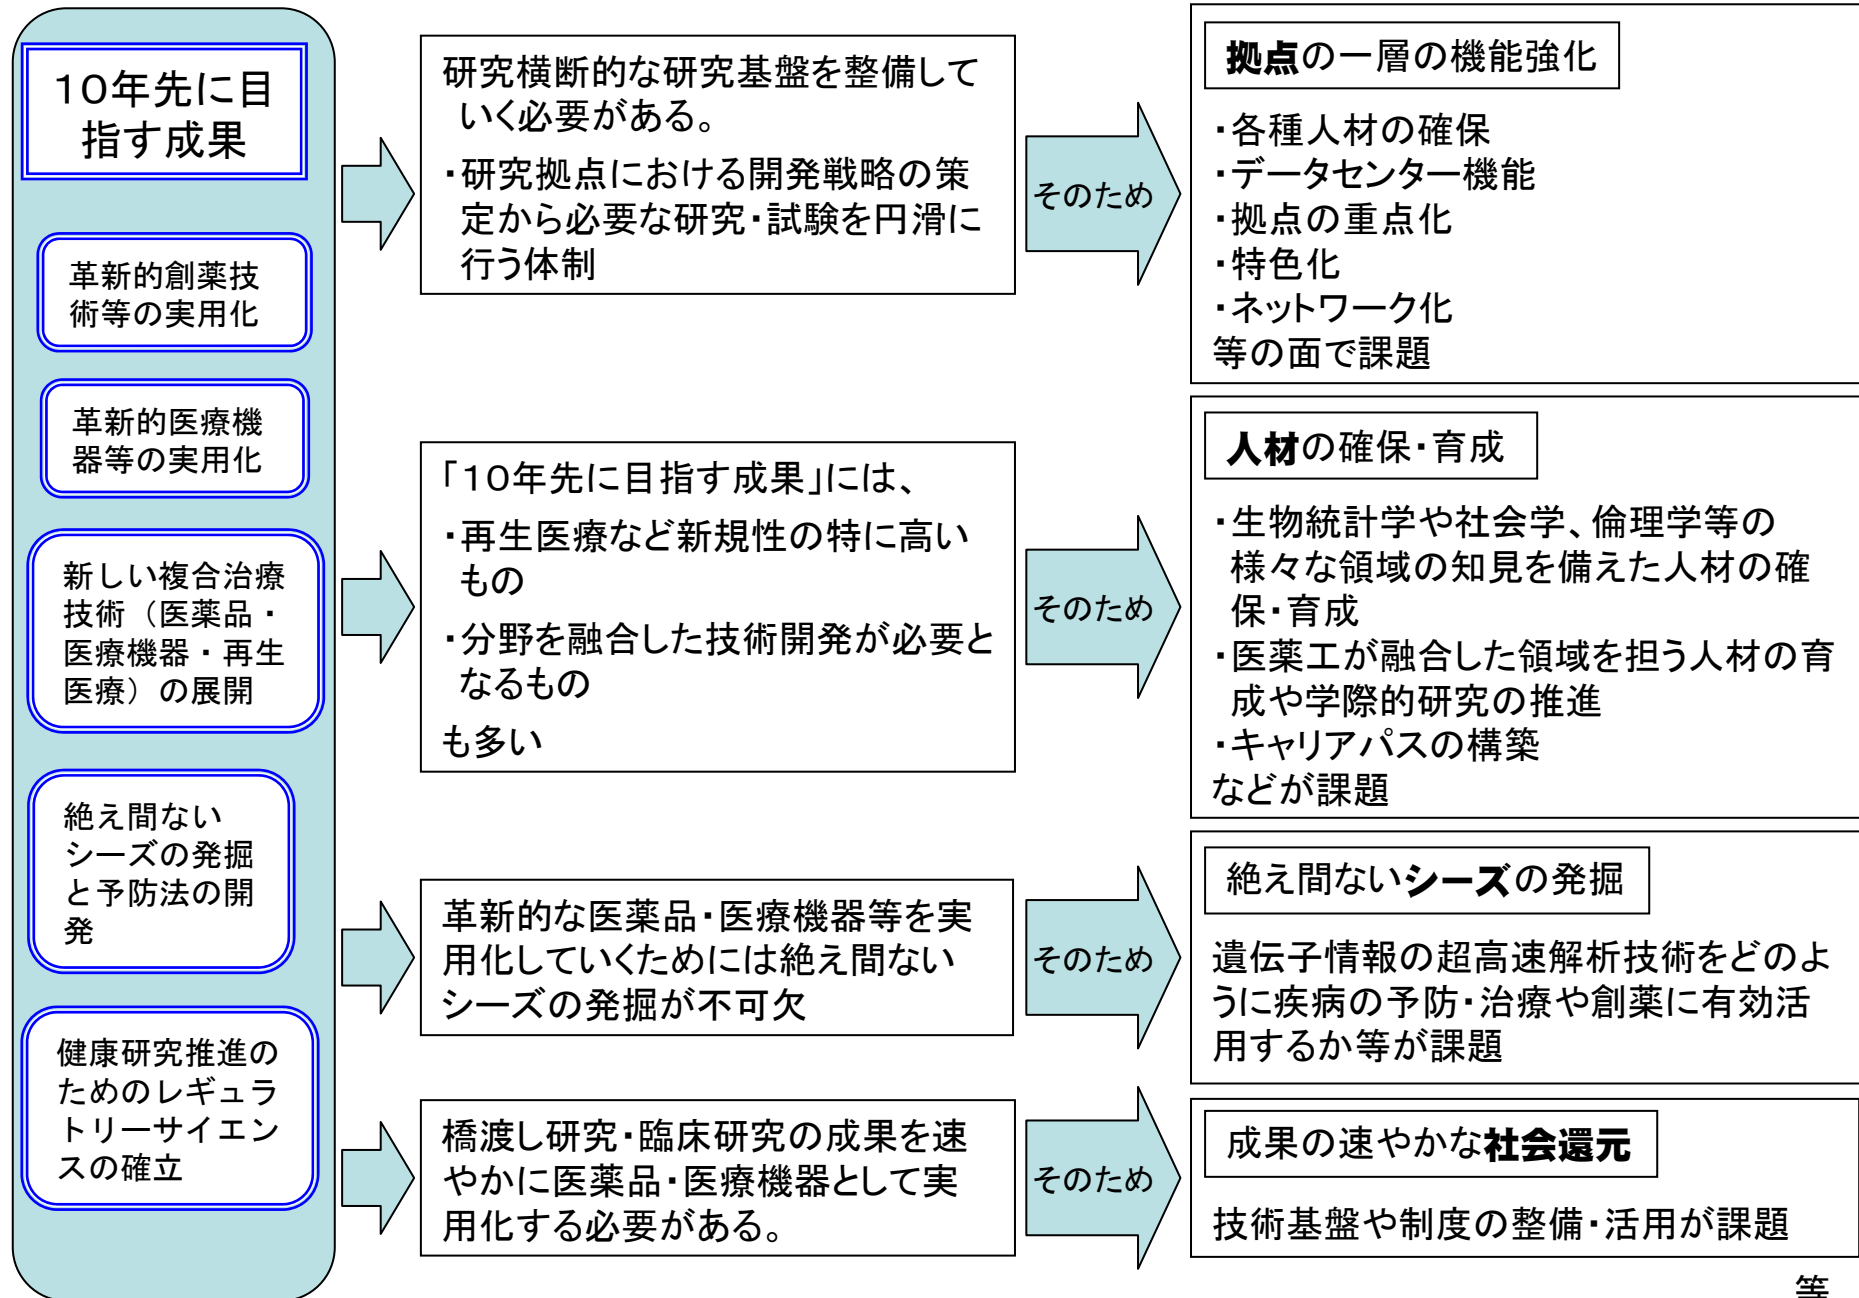 10年先に目
指す成果
革新的創薬技
術等の実用化
革新的医療機
器等の実用化
新しい複合治療
技術(医薬品・
医療機器・再生
医療)の展開
絶え間ない
シーズの発掘
と予防法の開
発
健康研究推進の
ためのレギュラ
トリーサイエン
スの確立
研究横断的な研究基盤を整備して
いく必要がある。
・研究拠点における開発戦略の策
定から必要な研究・試験を円滑に
行う体制
そのため
拠点の一層の機能強化
・各種人材の確保
・データセンター機能
・拠点の重点化
・特色化
・ネットワーク化
等の面で課題
「10年先に目指す成果」には、
・再生医療など新規性の特に高い
もの
・分野を融合した技術開発が必要と
なるもの
も多い
そのため
人材の確保・育成
・生物統計学や社会学、倫理学等の
様々な領域の知見を備えた人材の確
保・育成
・医薬工が融合した領域を担う人材の育
成や学際的研究の推進
・キャリアパスの構築
などが課題
革新的な医薬品・医療機器等を実
用化していくためには絶え間ない
シーズの発掘が不可欠
そのため
絶え間ないシーズの発掘
遺伝子情報の超高速解析技術をどのよ
うに疾病の予防・治療や創薬に有効活
用するか等が課題
橋渡し研究・臨床研究の成果を速
やかに医薬品・医療機器として実
用化する必要がある。
そのため
成果の速やかな社会還元
技術基盤や制度の整備・活用が課題
等